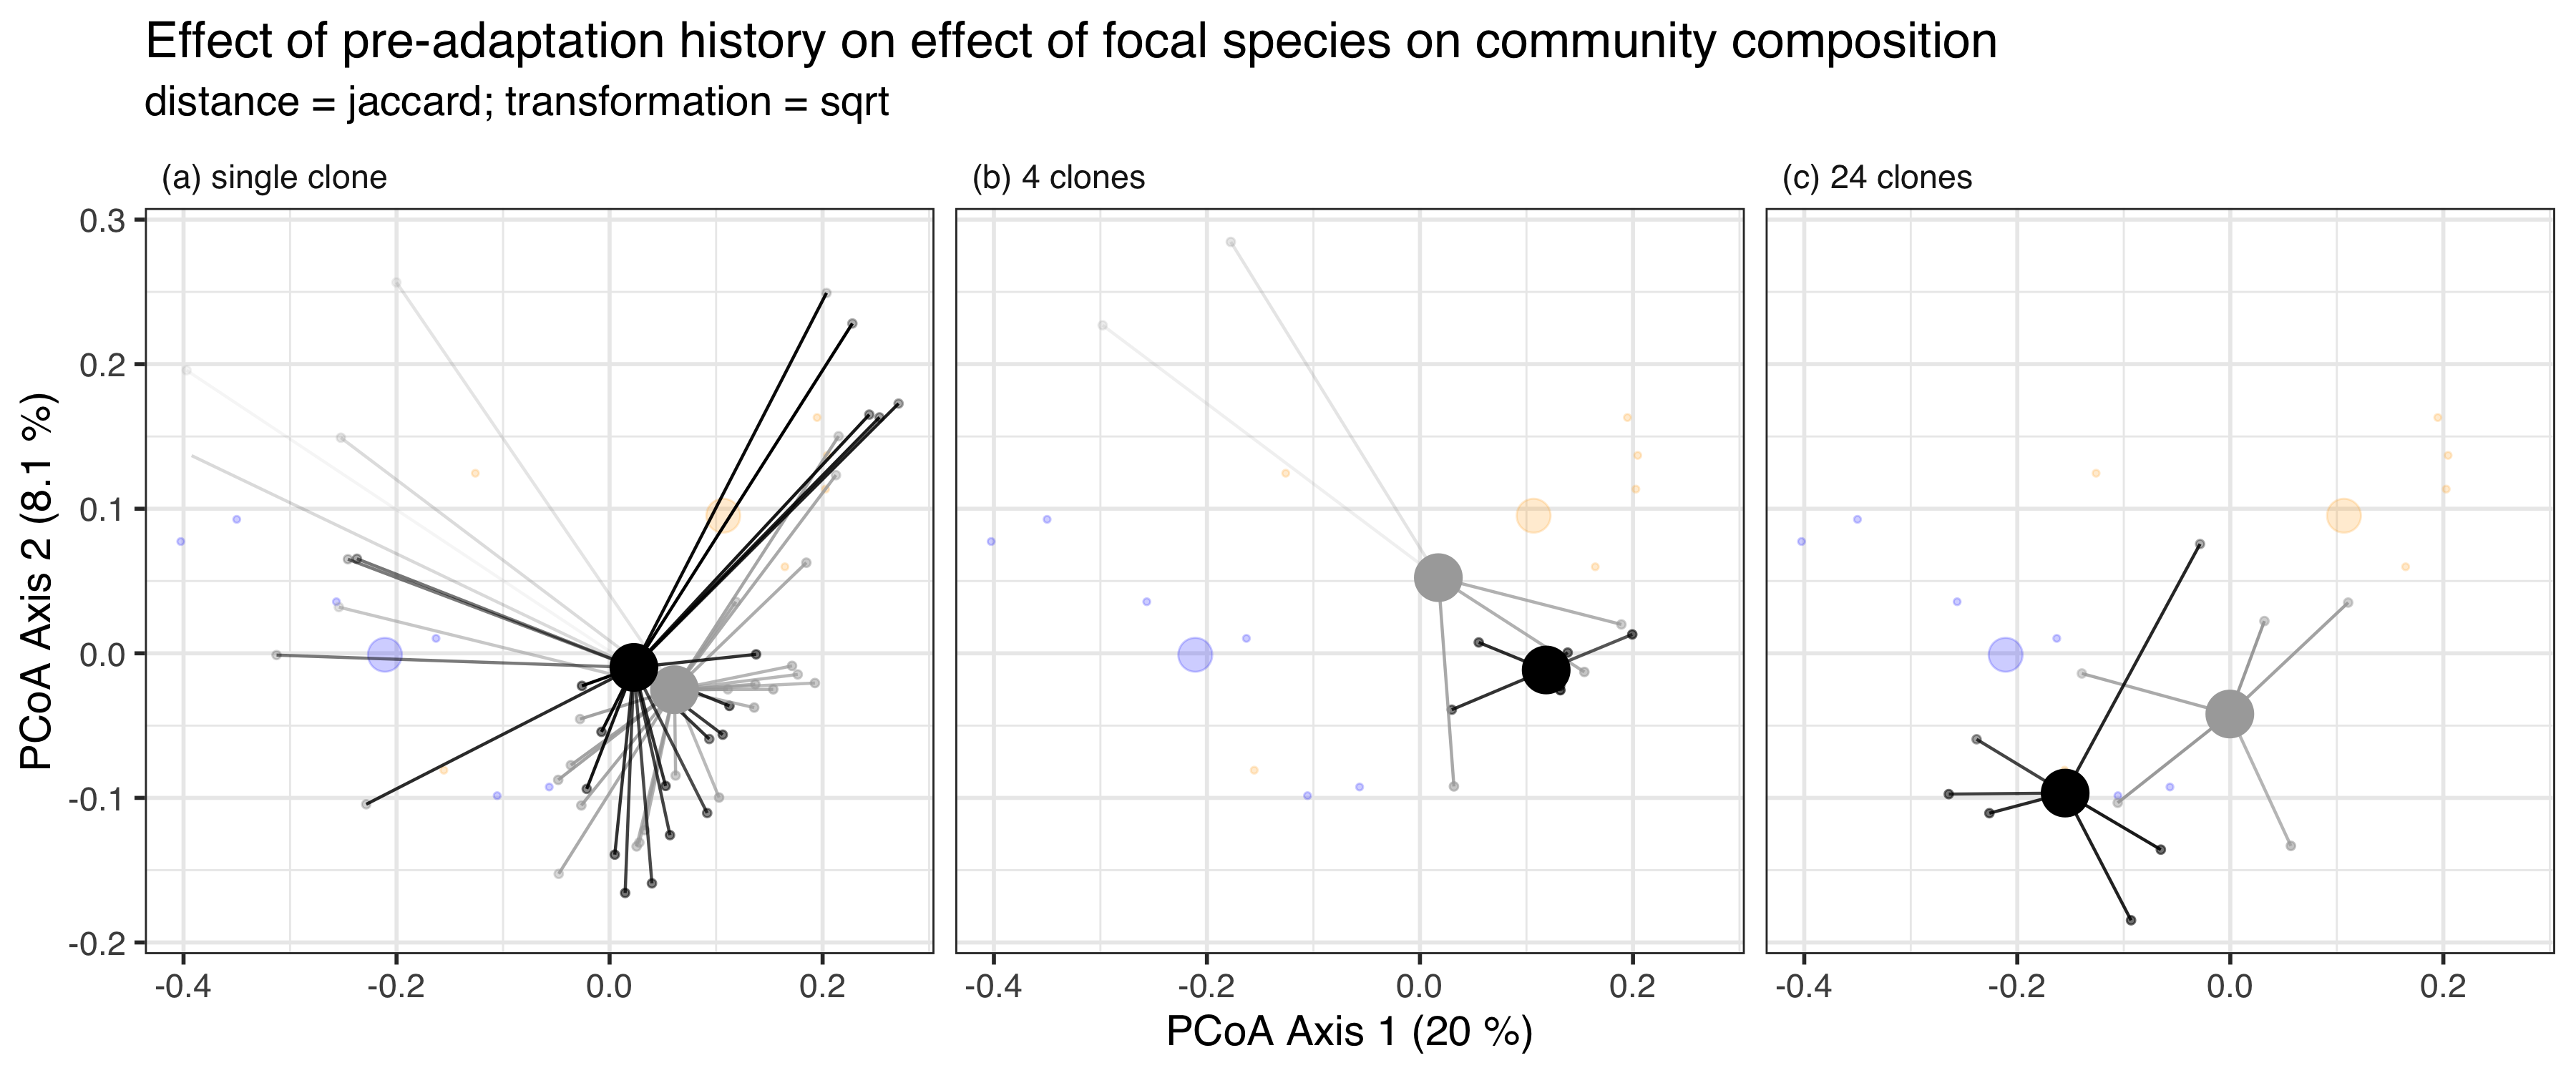 Effect of pre-adaptation history on effect of focal species on community composition
distance = jaccard; transformation = sqrt
(a) single clone
(b) 4 clones
(c) 24 clones
PCoA Axis 2 (8.1 %)
0.3
0.2
0.1
0.0
-0.1
-0.2
-0.4 -0.2 0.0 0.2
-0.4 -0.2 0.0 0.2
-0.4 -0.2 0.0 0.2
PCoA Axis 1 (20 %)